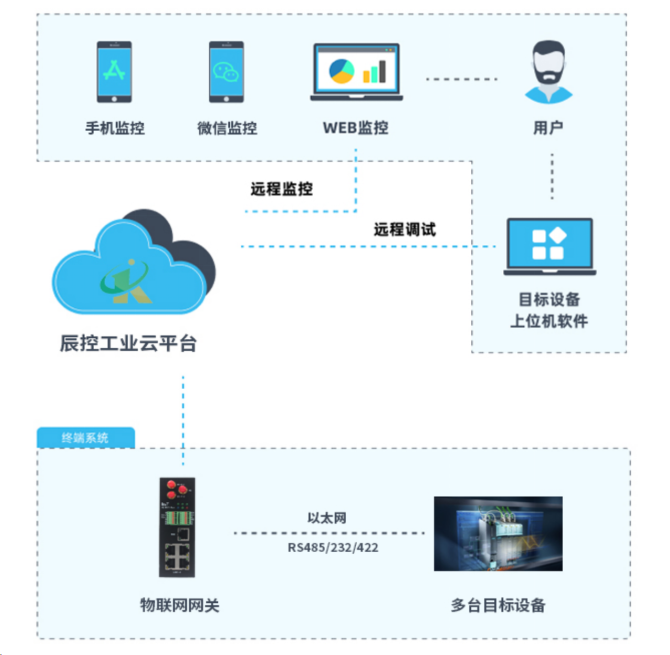 手机监控
微信监控
WEB监控
用户
远程监控
远程调试
目标设备
上位机软件
辰控工业云平台
终端系统
以太网
RS485/232/422
物联网网关
多台目标设备